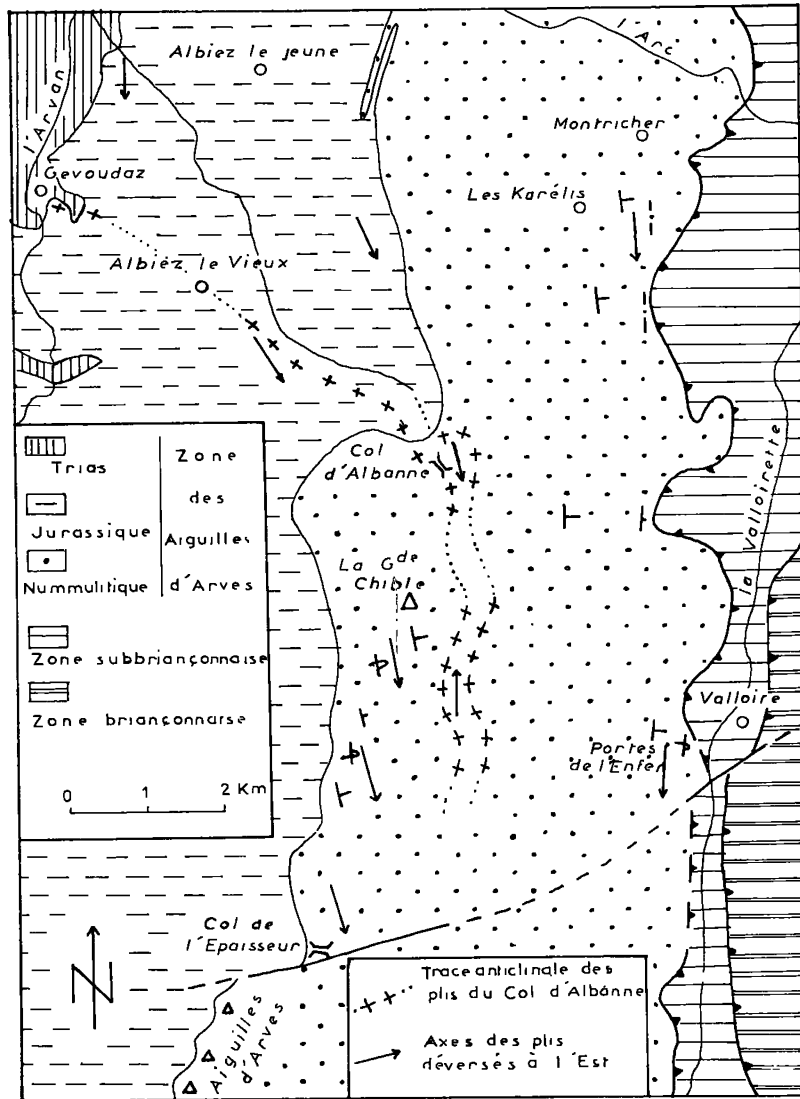 Albiez le jeune
l'Arc
l'Arvan
Montricher
Gevoudaz
Les Karélis
Albiez le Vieux
Col
d'Albanne
la Valloirette
La Gde
Chible
Valloire
Portes
de l'Enfer
Col de
l'Epaisseur
Aiguilles
d'Arves
Trias
Jurassique
Nummulitique
Zone
des
Aiguilles
d'Arves
Zone subbriançonnaise
Zone briançonnaise
0 1 2 Km
N
Trace anticlinale des
plis du Col d'Albanne
Axes des plis
déversés à l'Est